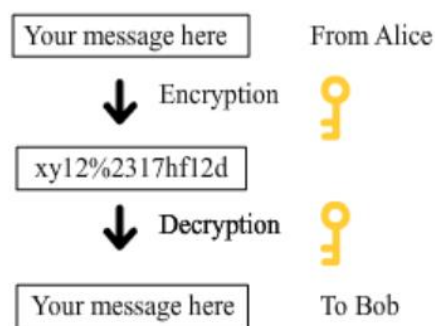 Your message here From Alice
Encryption
xy12%2317hf12d
Decryption
Your message here To Bob